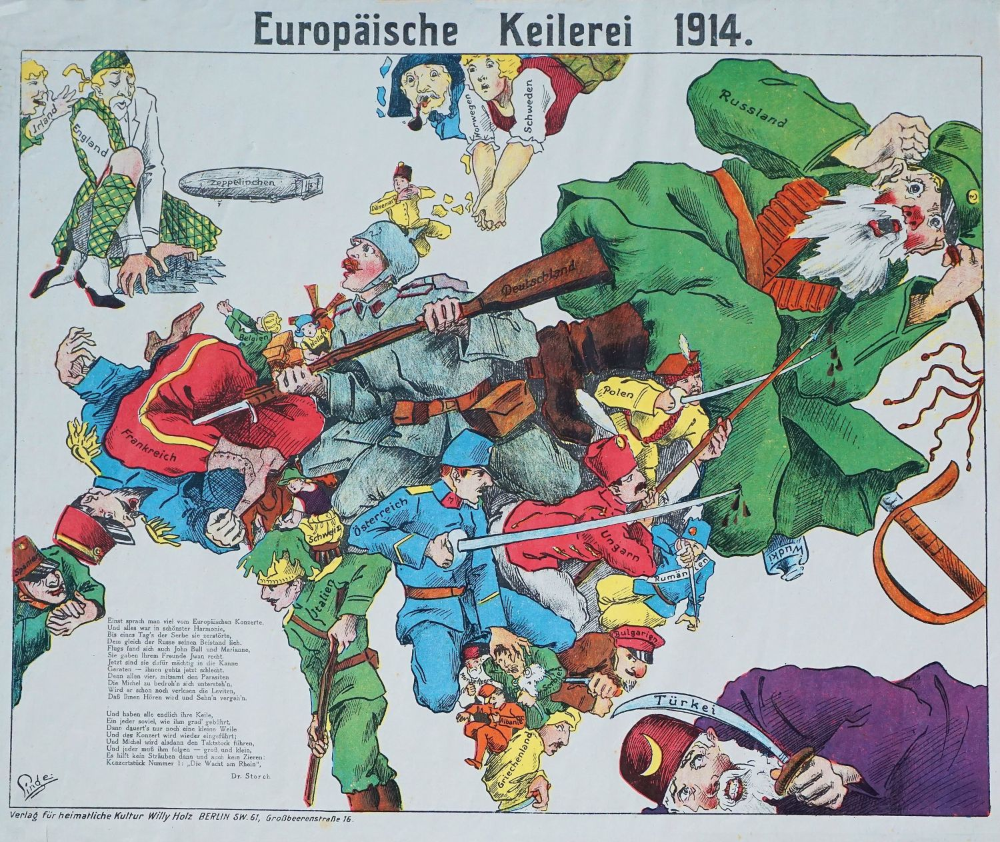 Europäische Keilerei 1914.
Russland
Irland
England
Norwegen
Schweden
Zeppelinchen
Dänemark
Deutschland
Belgien
Holland
Polen
Frankreich
Österreich
Schweiz
Ungarn
Wudki
Rumänien
Spanien
Italien
Bulgarien
Montenegro
Serbien
Albanien
Griechenland
Türkei
Einst sprach man viel vom Europäischen Konzerte,
Und alles war in schönster Harmonie,
Bis eines Tag's der Serbe sie zerstörte,
Dem gleich der Russe seinen Beistand lieh.
Flugs fand sich auch John Bull und Marianne,
Sie gaben Ihrem Freunde Jwan recht.
Jetzt sind sie dafür mächtig in die Kanne
Geraten — ihnen gehts jetzt schlecht.
Denn allen vier, mitsamt den Parasiten
Die Michel zu bedroh'n sich untersteh'n,
Wird er schon noch verlesen die Leviten,
Daß Ihnen Hören wird und Sehn'n vergeh'n.
Und haben alle endlich ihre Keile,
Ein jeder soviel, wie ihm grad' gebührt,
Dann dauert's nur noch eine kleine Weile
Und das Konzert wird wieder eingeführt;
Und Michel wird alsdann den Taktstock führen,
Und jeder muß ihm folgen — groß und klein,
Es hilft kein Sträuben dann und auch kein Zieren:
Konzertstück Nummer 1: „Die Wacht am Rhein".
Dr. Storch.
Linde
Verlag für heimatliche Kultur Willy Holz BERLIN SW. 61, Großbeerenstraße 16.